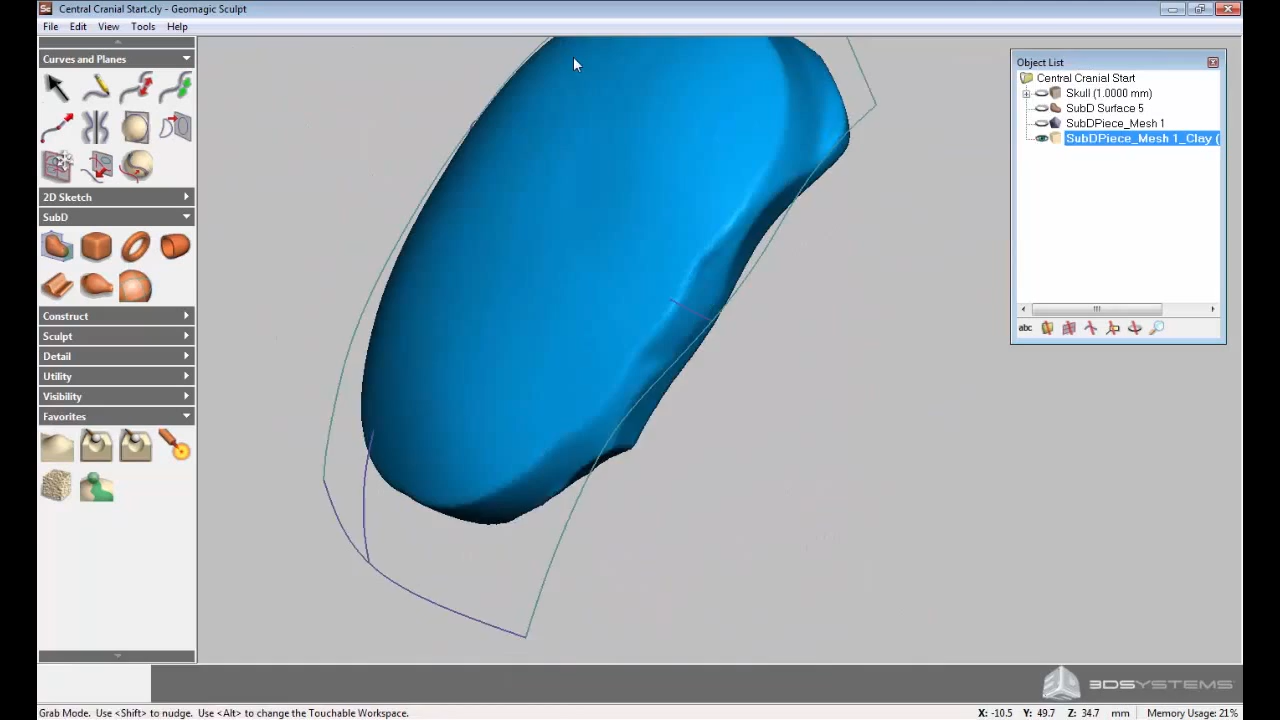 Sc Central Cranial Start.cly - Geomagic Sculpt
File Edit View Tools Help
Curves and Planes
2D Sketch
SubD
Construct
Sculpt
Detail
Utility
Visibility
Favorites
Object List
Central Cranial Start
Skull (1.0000 mm)
SubD Surface 5
SubDPiece_Mesh 1
SubDPiece_Mesh 1_Clay (
abc
3DSYSTEMS
Grab Mode. Use <Shift> to nudge. Use <Alt> to change the Touchable Workspace. X: -10.5 Y: 49.7 Z: 34.7 mm Memory Usage: 21%